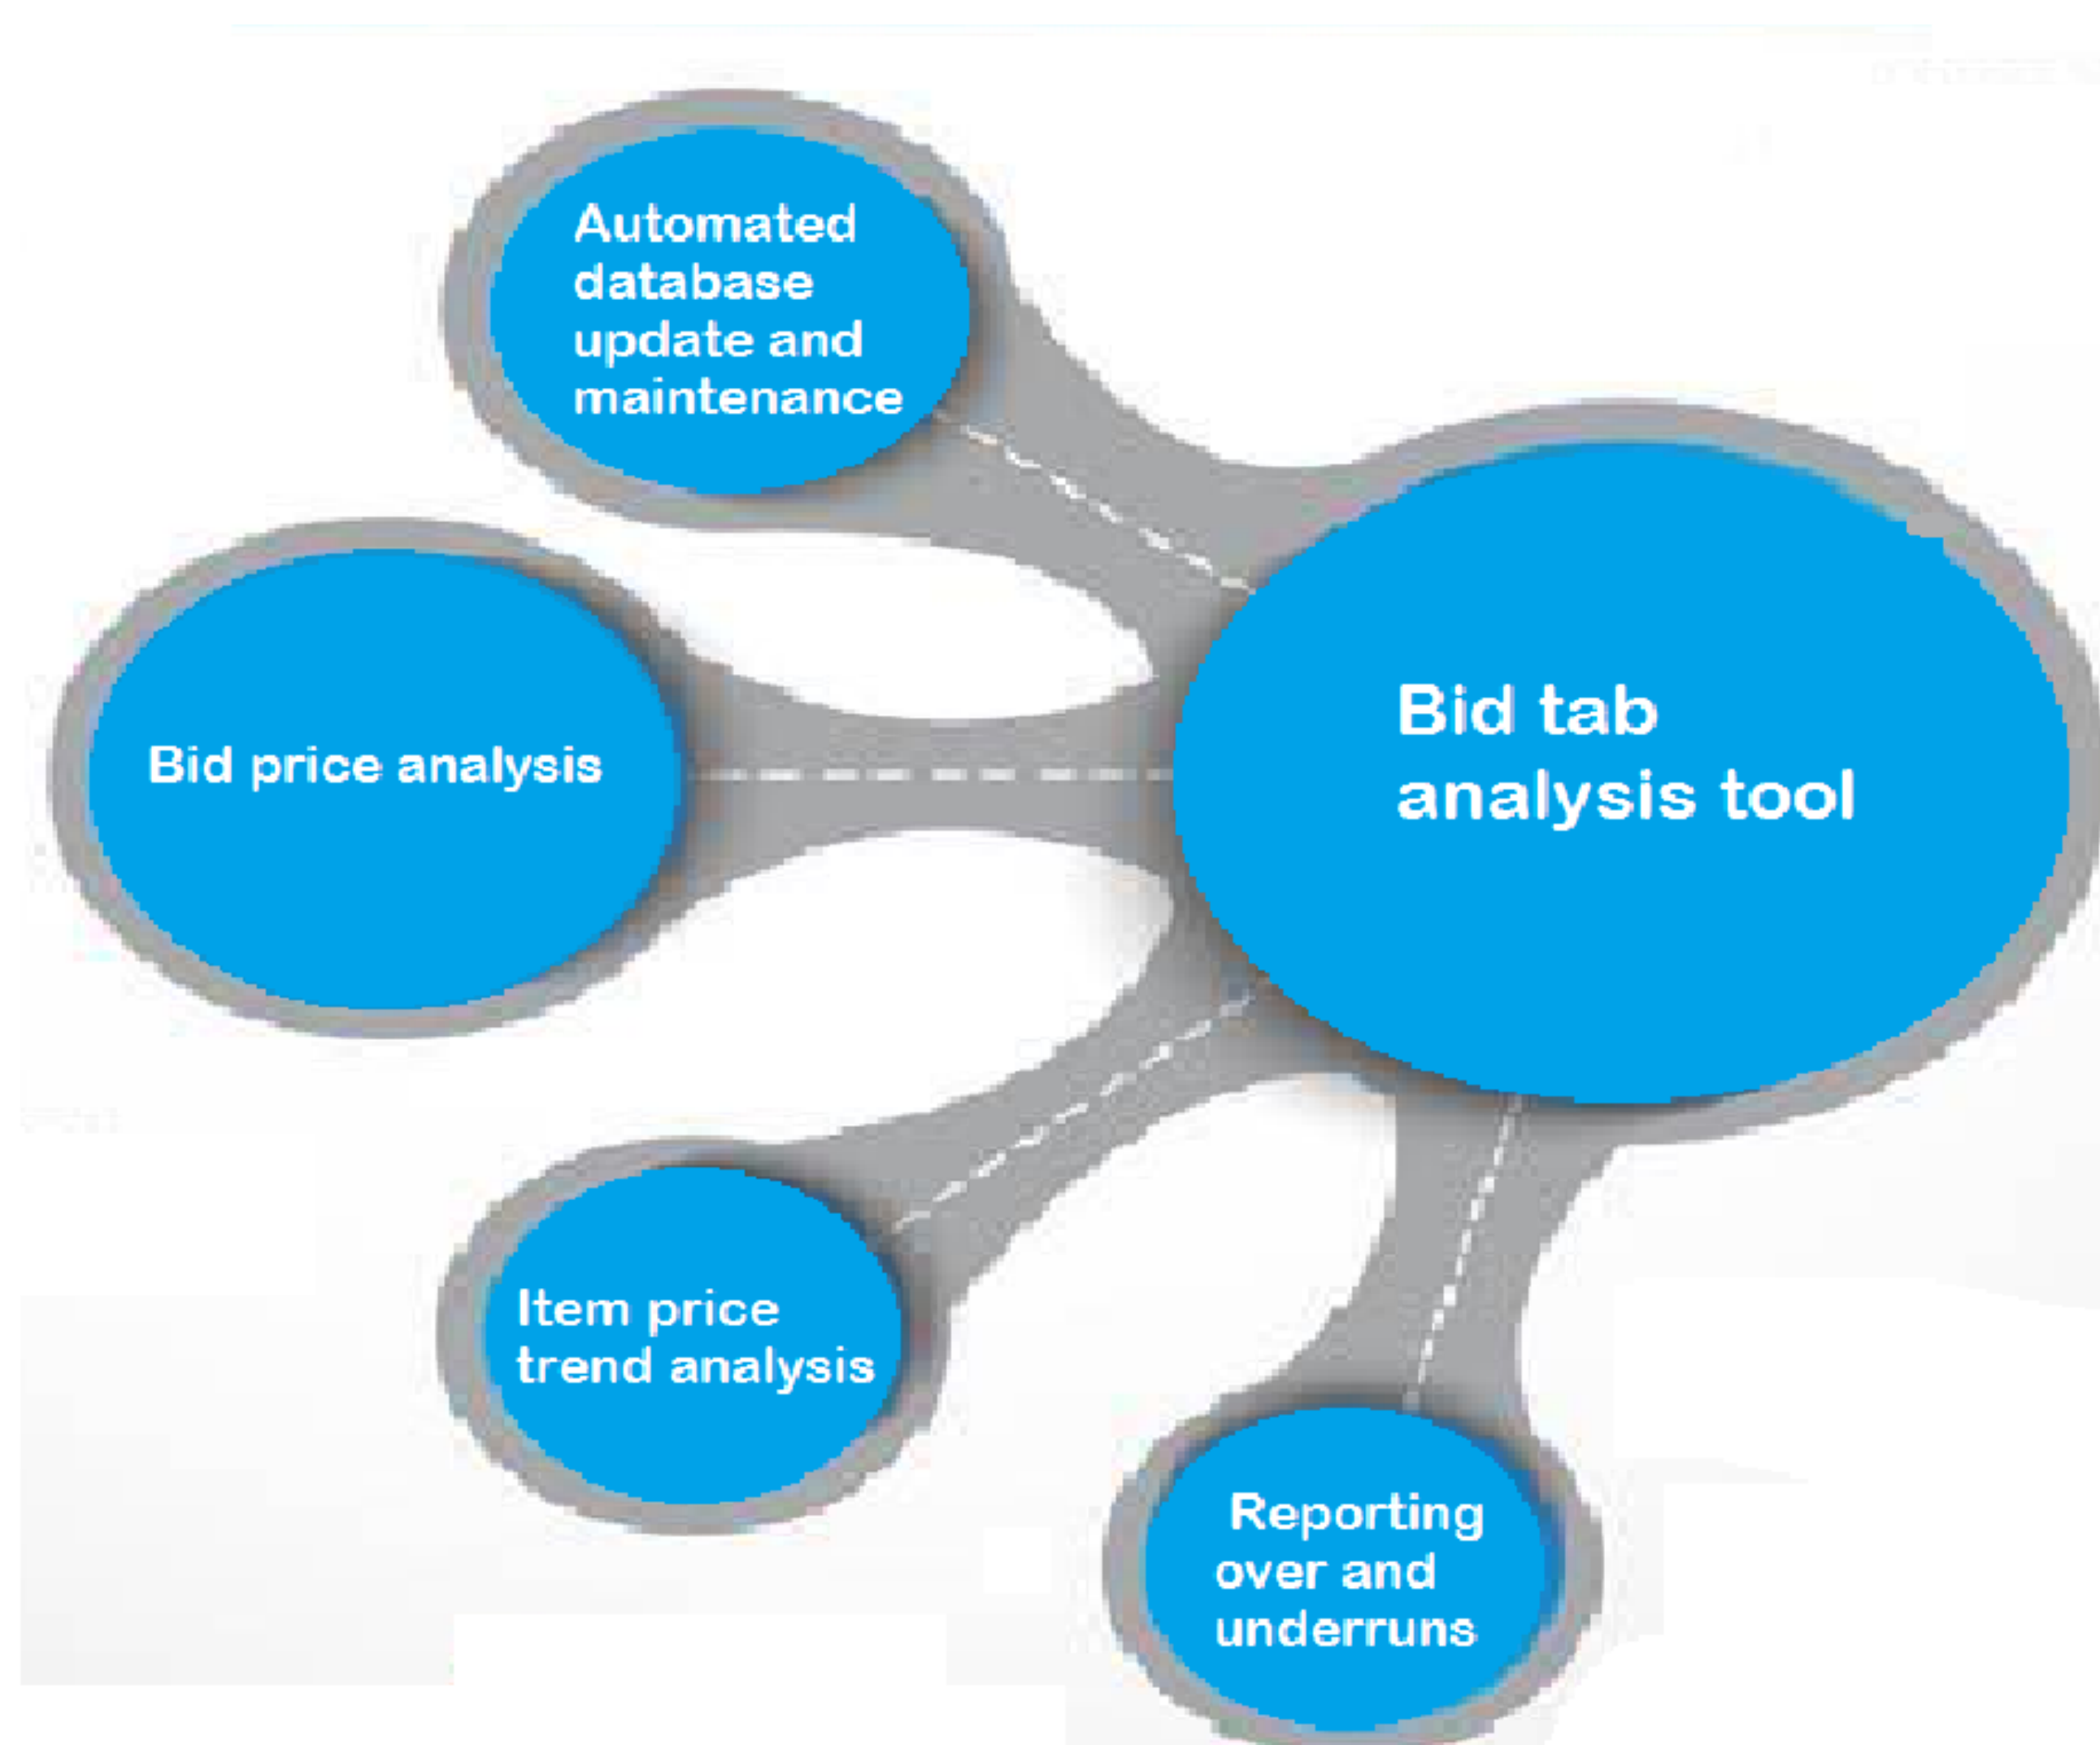 Automated
database
update and
maintenance
Bid price analysis
Bid tab
analysis tool
Item price
trend analysis
Reporting
over and
underruns